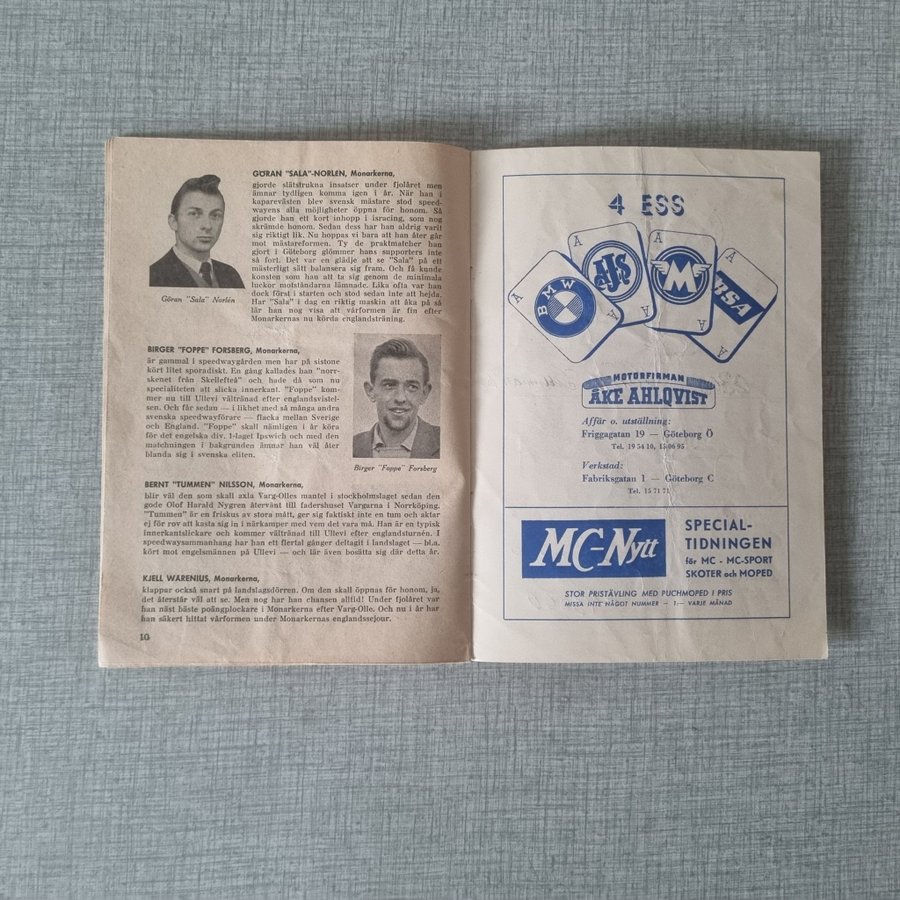 GÖRAN "SALA"-NORLEN, Monarkerna,
gjorde slätstrukna insatser under fjolåret men
ämnar tydligen komma igen i år. När han i
kaparevästen blev svensk mästare stod speed-
wayens alla möjligheter öppna för honom. Så
gjorde han ett kort inhopp i isracing, som nog
skrämde honom. Sedan dess har han aldrig varit
sig riktigt lik. Nu hoppas vi bara att han åter går
mot mästareformen. Ty de praktmatcher han
gjort i Göteborg glömmer hans supporters inte
så fort. Det var en glädje att se "Sala" på ett
mästerligt sätt balansera sig fram. Och få kunde
konsten som han att ta sig genom de minimala
luckor motståndarna lämnade. Lika ofta var han
dock först i starten och stod sedan inte att hejda.
Har "Sala" i dag en riktig maskin att åka på så
lär han nog visa att vårformen är fin efter
Monarkernas nu körda englandsträning.
Göran "Sala" Norlén
BIRGER "FOPPE" FORSBERG, Monarkerna,
är gammal i speedwaygården men har på sistone
kört litet sporadiskt. En gång kallades han "norr-
skenet från Skellefteå" och hade då som nu
specialiteten att slicka innerkant. "Foppe" kom-
mer nu till Ullevi vältränad efter englandsvistel-
sen. Och får sedan — i likhet med så många andra
svenska speedwayförare — flacka mellan Sverige
och England. "Foppe" skall nämligen i år köra
för det engelska div. 1-laget Ipswich och med den
matchningen i bakgrunden ämnar han väl åter
blanda sig i svenska eliten.
Birger "Foppe" Forsberg
BERNT "TUMMEN" NILSSON, Monarkerna,
blir väl den som skall axla Varg-Olles mantel i stockholmslaget sedan den
gode Olof Harald Nygren återvänt till fadershuset Vargarna i Norrköping.
"Tummen" är en friskus av stora mått, ger sig faktiskt inte en tum och aktar
ej för rov att kasta sig in i närkamper med vem det vara må. Han är en typisk
innerkantslickare och kommer vältränad till Ullevi efter englandsturnén. I
speedwaysammanhang har han ett flertal gånger deltagit i landslaget — bl.a.
kört mot engelsmännen på Ullevi — och lär även bosätta sig där detta år.
KJELL WARENIUS, Monarkerna,
klappar också snart på landslagsdörren. Om den skall öppnas för honom, ja,
det återstår väl att se. Men nog har han chansen alltid! Under fjolåret var
han näst bäste poängplockare i Monarkerna efter Varg-Olle. Och nu i år har
han säkert hittat vårformen under Monarkernas englandssejour.
10
4 ESS
A
BMW
A
AJS
A
M
A
A
BSA
A
MOTORFIRMAN
ÅKE AHLQVIST
Affär o. utställning:
Friggagatan 19 — Göteborg Ö
Tel. 19 54 10, 15 06 95
Verkstad:
Fabriksgatan 1 — Göteborg C
Tel. 15 71 71
MC-Nytt
SPECIAL-
TIDNINGEN
för MC - MC-SPORT
SKOTER och MOPED
STOR PRISTÄVLING MED PUCHMOPED I PRIS
MISSA INTE NÅGOT NUMMER — 1:— VARJE MÅNAD